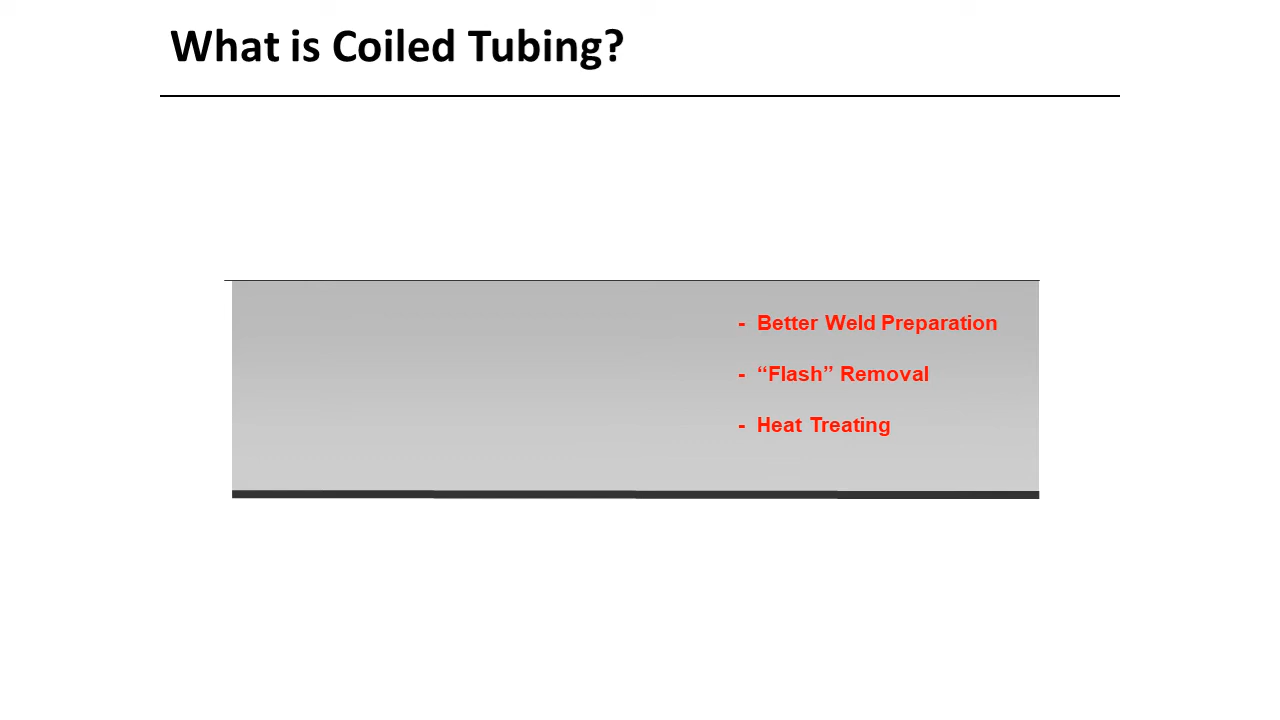 What is Coiled Tubing?
- Better Weld Preparation
- “Flash” Removal
- Heat Treating